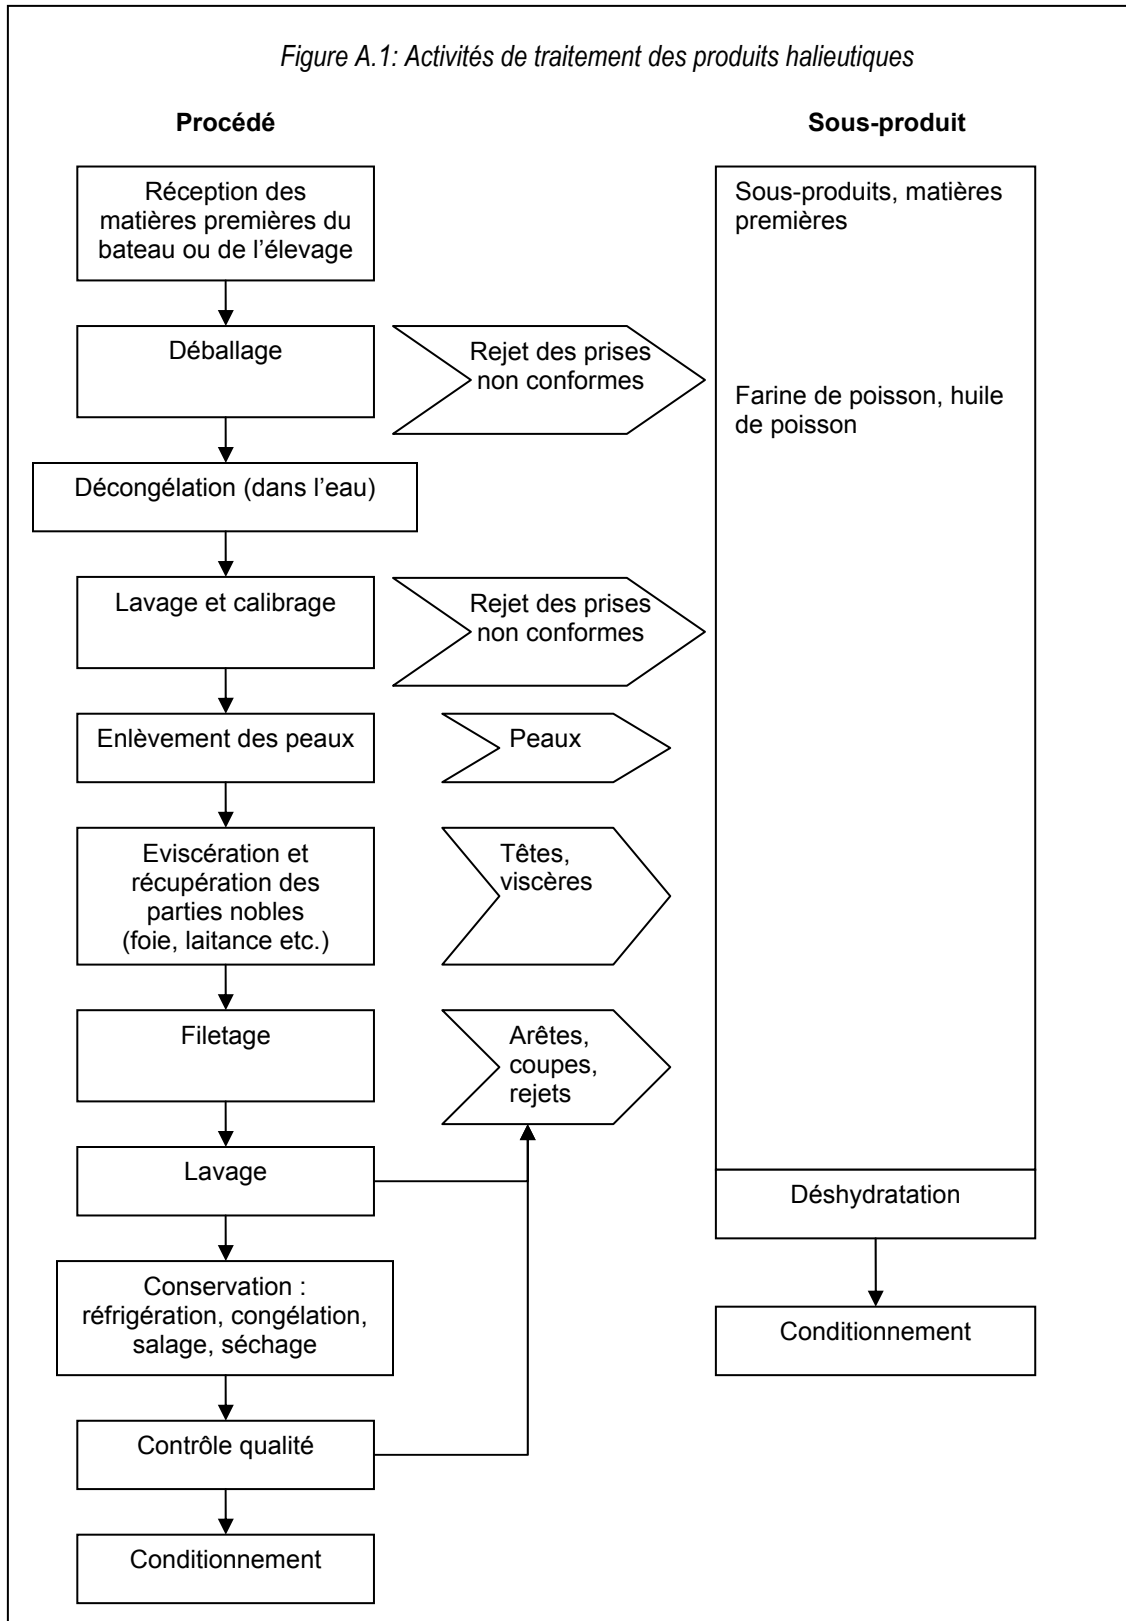 Figure A.1: Activités de traitement des produits halieutiques
Procédé
Sous-produit
Réception des
matières premières du
bateau ou de l'élevage
Sous-produits, matières
premières
Déballage
Rejet des prises
non conformes
Farine de poisson, huile
de poisson
Décongélation (dans l'eau)
Lavage et calibrage
Rejet des prises
non conformes
Enlèvement des peaux
Peaux
Eviscération et
récupération des
parties nobles
(foie, laitance etc.)
Têtes,
viscères
Filetage
Arêtes,
coupes,
rejets
Lavage
Déshydratation
Conservation :
réfrigération, congélation,
salage, séchage
Conditionnement
Contrôle qualité
Conditionnement